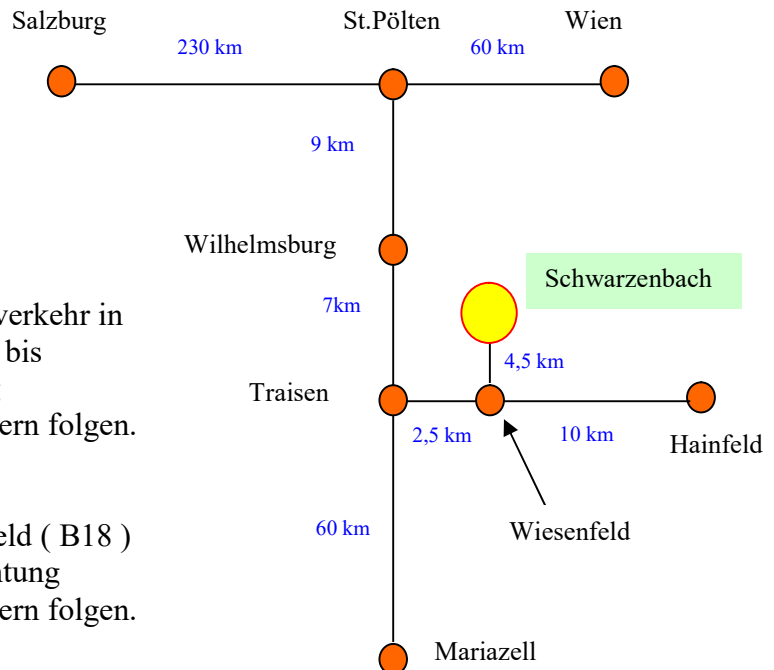 Salzburg St.Pölten Wien
230 km 60 km
9 km
Wilhelmsburg
Schwarzenbach
7km
verkehr in
bis
4,5 km
Traisen
ern folgen.
2,5 km 10 km
Hainfeld
Wiesenfeld
60 km
eld ( B18 )
ntung
ern folgen.
Mariazell